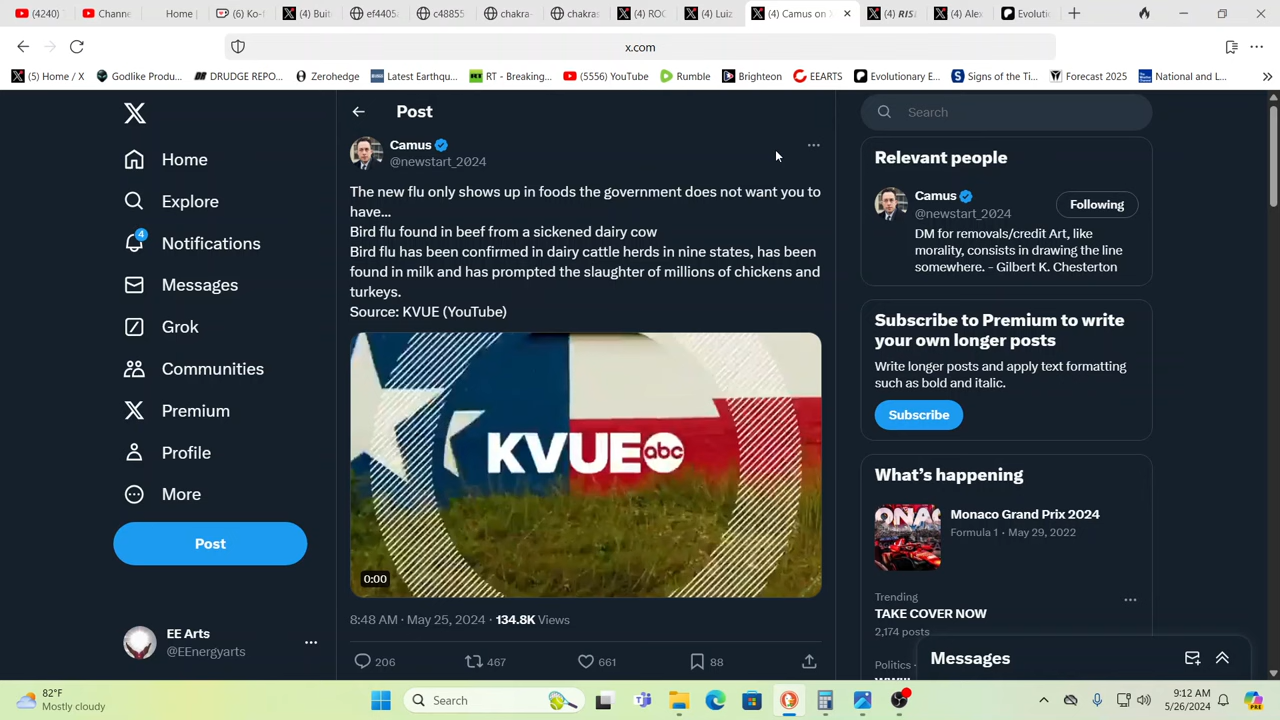 (4240)
Channe
Home |
(6) Ko-f
(4) Buita
ef4405
c48855
chakra
chakras
(4) ROC
(4) Luiz
(4) Camus on X
(4) RIS
(4) Ale
Evoluti
x.com
(5) Home / X
Godlike Produ...
DRUDGE REPO...
Zerohedge
Latest Earthqu...
RT - Breaking...
(5556) YouTube
Rumble
Brighteon
EEARTS
Evolutionary E...
Signs of the Ti...
Forecast 2025
National and L...
Home
Explore
4
Notifications
Messages
Grok
Communities
Premium
Profile
More
Post
EE Arts
@EEnergyarts
Post
Camus
@newstart_2024
The new flu only shows up in foods the government does not want you to
have...
Bird flu found in beef from a sickened dairy cow
Bird flu has been confirmed in dairy cattle herds in nine states, has been
found in milk and has prompted the slaughter of millions of chickens and
turkeys.
Source: KVUE (YouTube)
KVUE abc
0:00
8:48 AM · May 25, 2024 · 134.8K Views
206
467
661
88
Search
Relevant people
Camus
@newstart_2024
Following
DM for removals/credit Art, like
morality, consists in drawing the line
somewhere. - Gilbert K. Chesterton
Subscribe to Premium to write
your own longer posts
Write longer posts and apply text formatting
such as bold and italic.
Subscribe
What's happening
Monaco Grand Prix 2024
Formula 1 · May 29, 2022
Trending
TAKE COVER NOW
2,174 posts
Politics ·
Messages
82°F
Mostly cloudy
Search
9:12 AM
5/26/2024